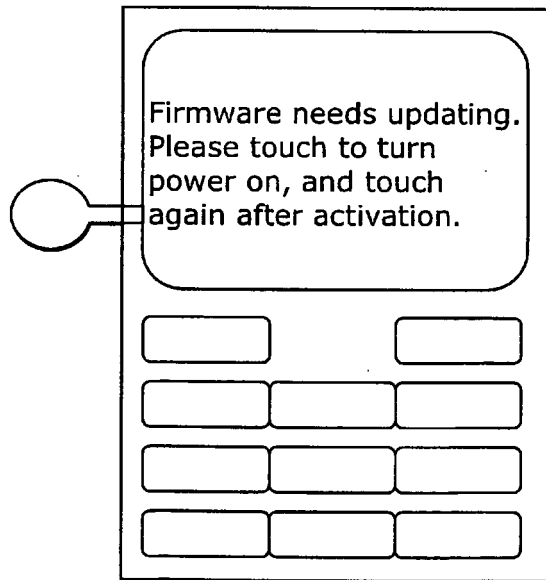 Firmware needs updating.
Please touch to turn
power on, and touch
again after activation.